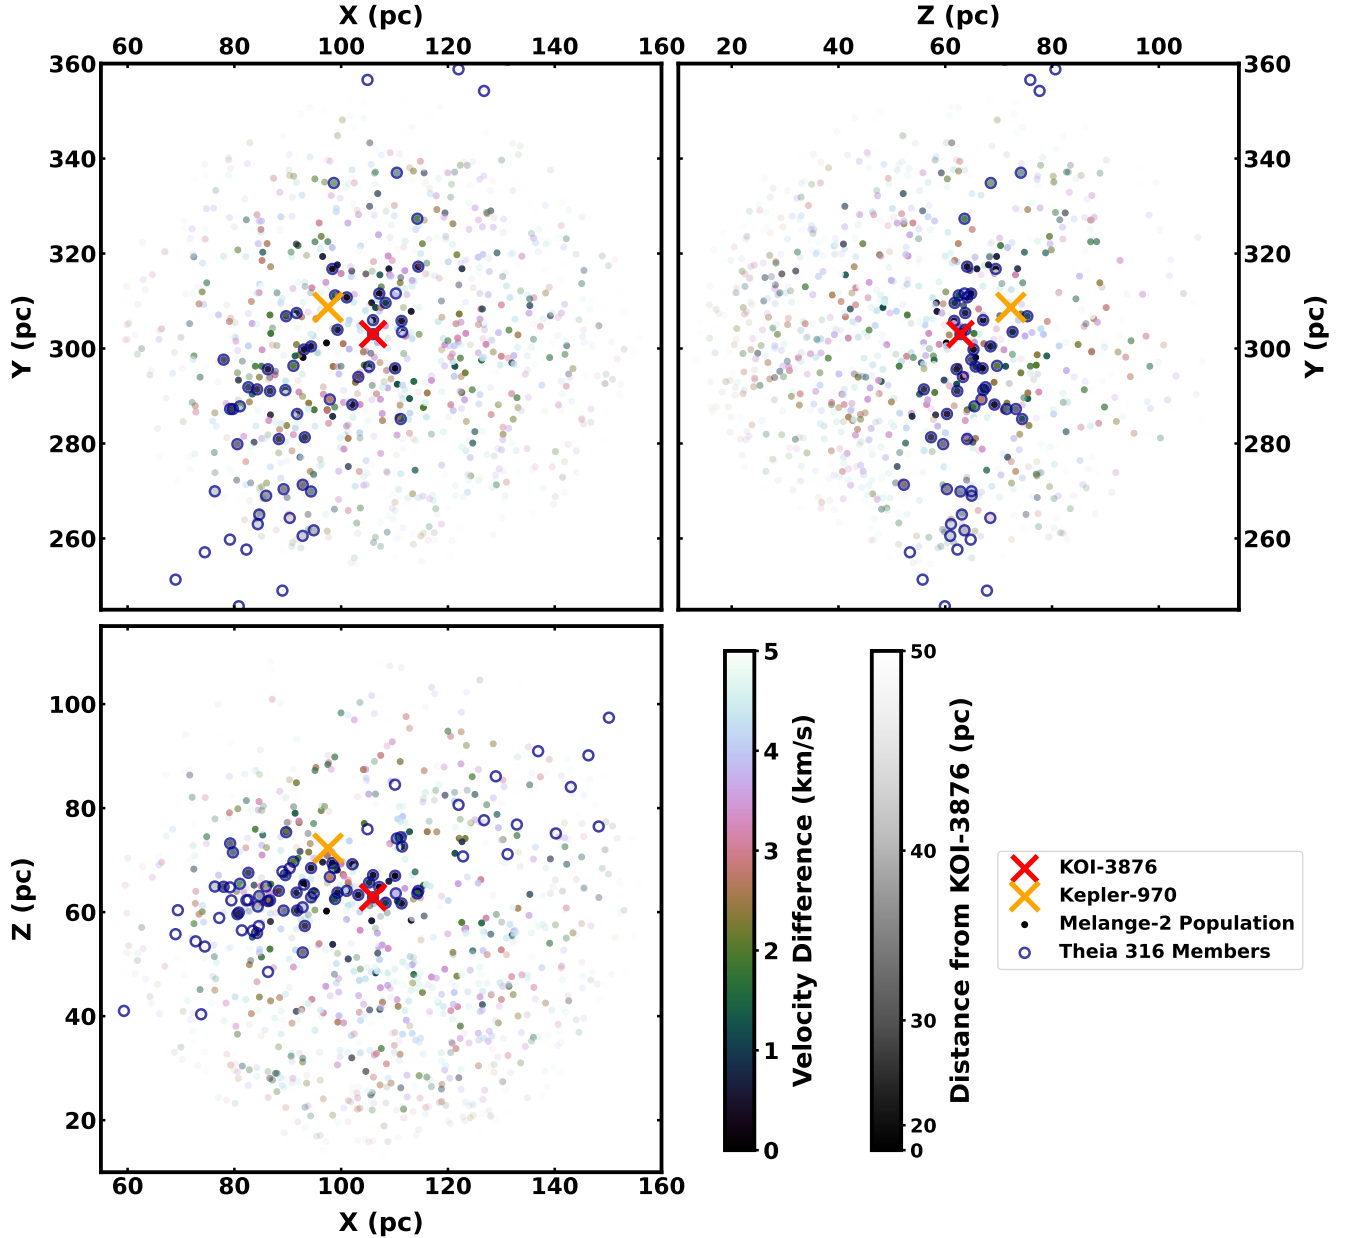 X (pc)
Z (pc)
60 80 100 120 140 160
20 40 60 80 100
360
340
320
300
280
260
Y (pc)
360
340
320
300
280
260
Y (pc)
100
80
60
40
20
Z (pc)
60 80 100 120 140 160
X (pc)
5
4
3
2
1
0
Velocity Difference (km/s)
50
40
30
20
0
Distance from KOI-3876 (pc)
KOI-3876
Kepler-970
Melange-2 Population
Theia 316 Members